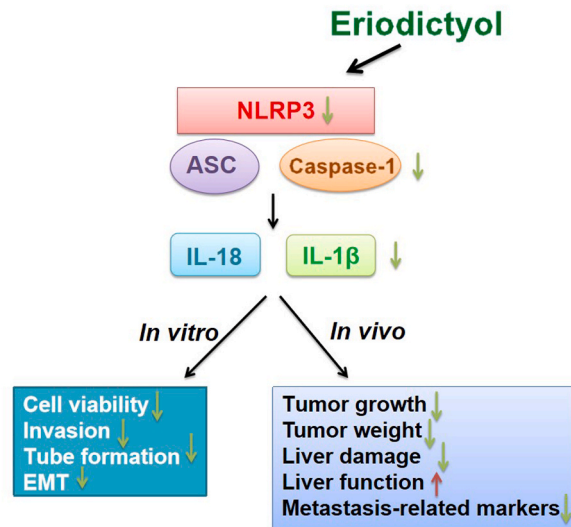 Eriodictyol
NLRP3
ASC
Caspase-1
IL-18
IL-1β
In vitro
In vivo
Cell viability
Invasion
Tube formation
EMT
Tumor growth
Tumor weight
Liver damage
Liver function
Metastasis-related markers